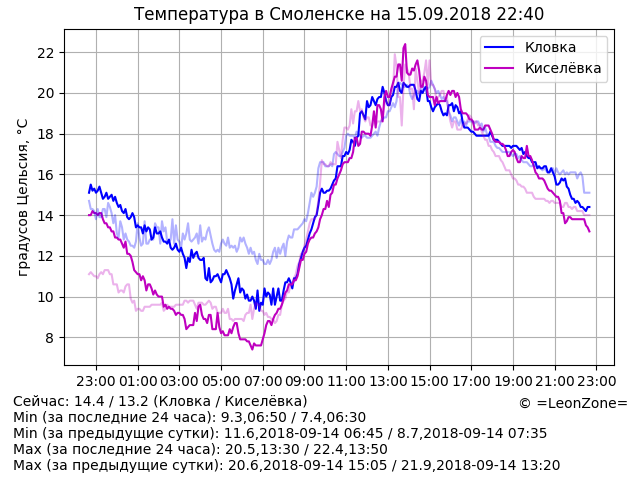 Температура в Смоленске на 15.09.2018 22:40
градусов Цельсия, °C
22
20
18
16
14
12
10
8
Кловка
Киселёвка
23:00 01:00 03:00 05:00 07:00 09:00 11:00 13:00 15:00 17:00 19:00 21:00 23:00
Сейчас: 14.4 / 13.2 (Кловка / Киселёвка)
© =LeonZone=
Min (за последние 24 часа): 9.3,06:50 / 7.4,06:30
Min (за предыдущие сутки): 11.6,2018-09-14 06:45 / 8.7,2018-09-14 07:35
Max (за последние 24 часа): 20.5,13:30 / 22.4,13:50
Max (за предыдущие сутки): 20.6,2018-09-14 15:05 / 21.9,2018-09-14 13:20